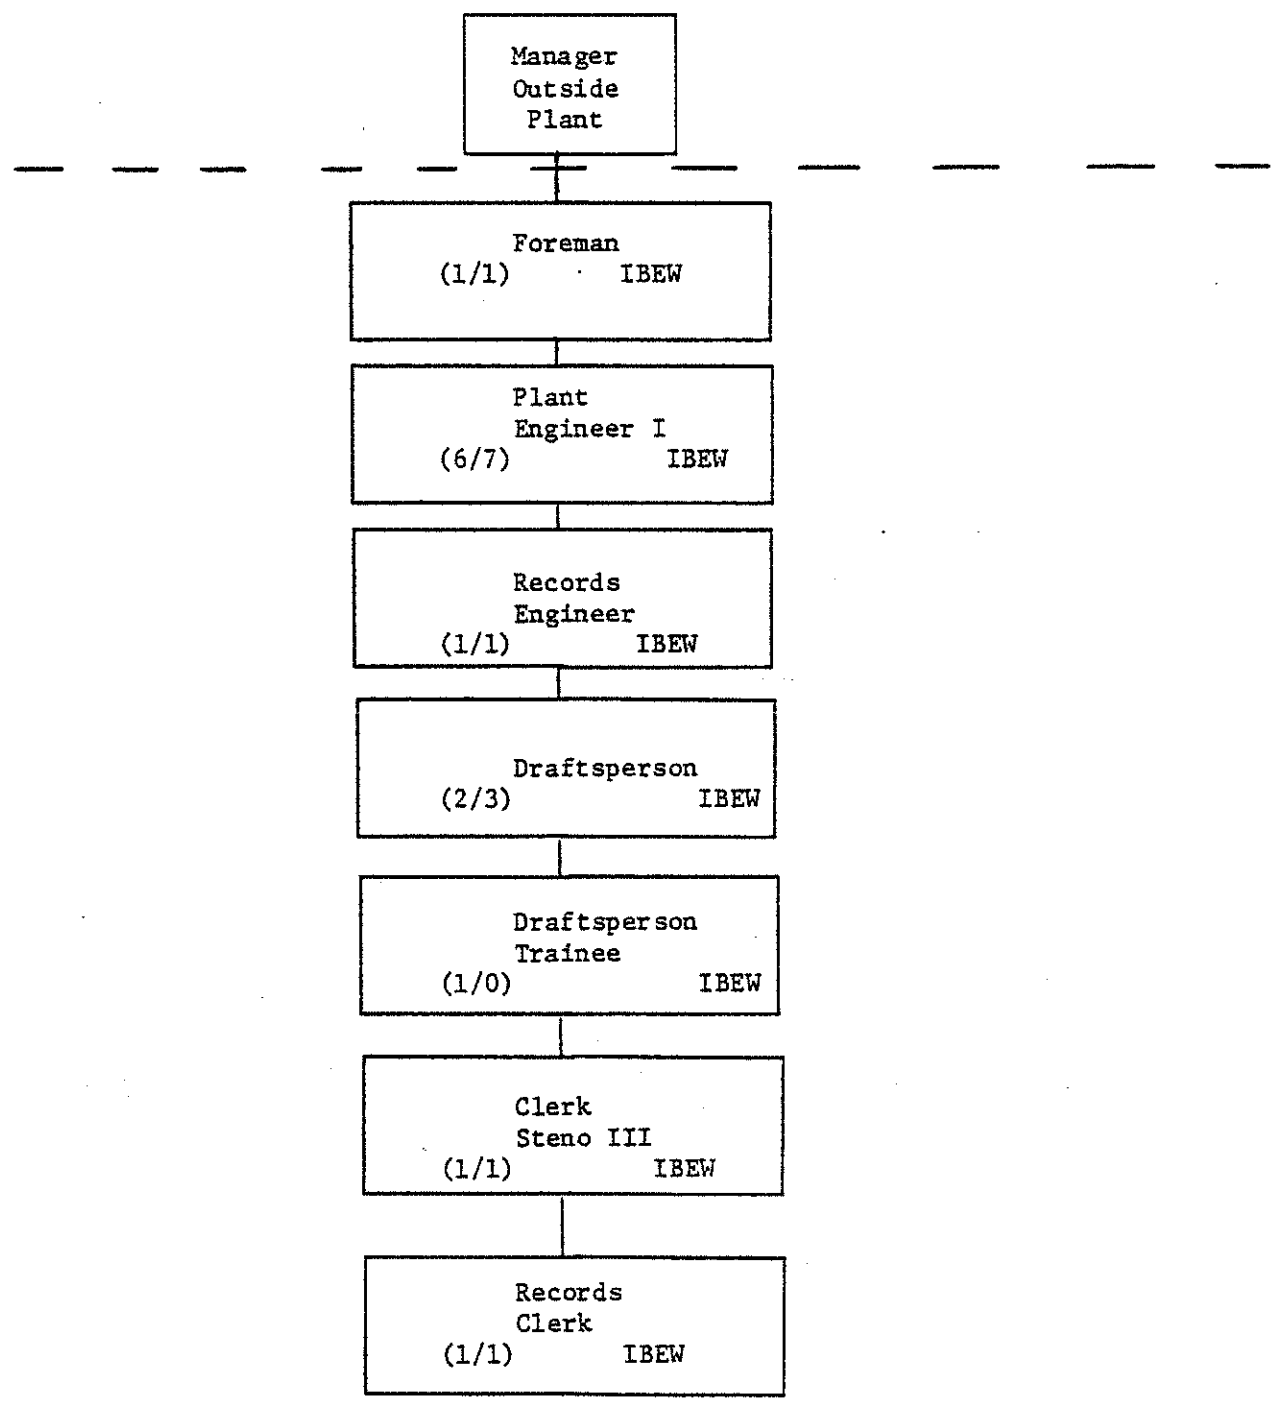 Manager
Outside
Plant
Foreman
(1/1) IBEW
Plant
Engineer I
(6/7) IBEW
Records
Engineer
(1/1) IBEW
Draftsperson
(2/3) IBEW
Draftsperson
Trainee
(1/0) IBEW
Clerk
Steno III
(1/1) IBEW
Records
Clerk
(1/1) IBEW